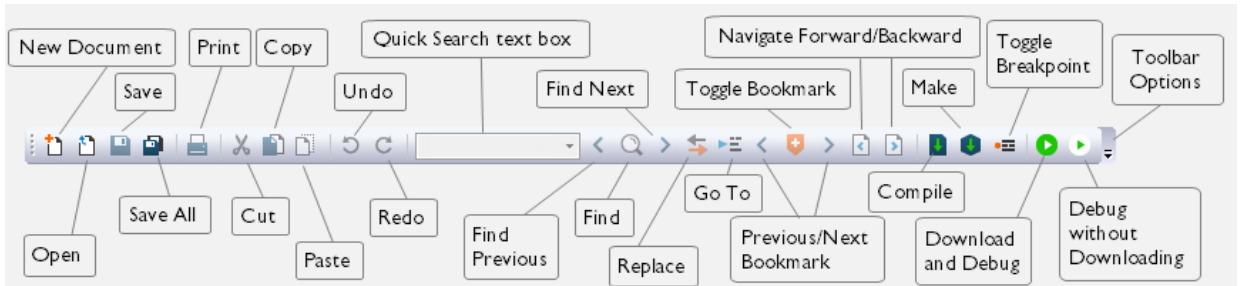 New Document
Print
Copy
Quick Search text box
Navigate Forward/Backward
Toggle
Breakpoint
Toolbar
Options
Save
Undo
Find Next
Toggle Bookmark
Make
Open
Save All
Cut
Paste
Redo
Find
Previous
Find
Replace
Go To
Previous/Next
Bookmark
Compile
Download
and Debug
Debug
without
Downloading